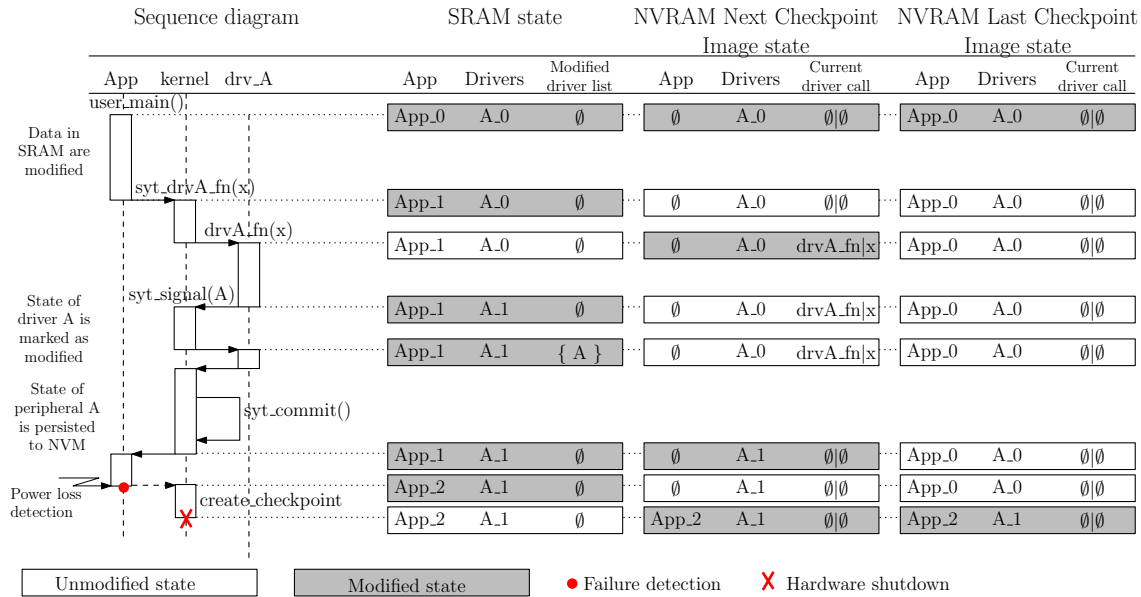 Sequence diagram
SRAM state
NVRAM Next Checkpoint
Image state
NVRAM Last Checkpoint
Image state
App kernel drv_A
App Drivers Modified
driver list
App Drivers Current
driver call
App Drivers Current
driver call
user_main()
App_0 A_0 ∅
∅ A_0 ∅|∅
App_0 A_0 ∅|∅
Data in
SRAM are
modified
syt_drvA_fn(x)
App_1 A_0 ∅
∅ A_0 ∅|∅
App_0 A_0 ∅|∅
drvA_fn(x)
App_1 A_0 ∅
∅ A_0 drvA_fn|x
App_0 A_0 ∅|∅
syt_signal(A)
App_1 A_1 ∅
∅ A_0 drvA_fn|x
App_0 A_0 ∅|∅
State of
driver A is
marked as
modified
App_1 A_1 { A }
∅ A_0 drvA_fn|x
App_0 A_0 ∅|∅
State of
peripheral A
is persisted
to NVM
syt_commit()
App_1 A_1 ∅
∅ A_1 ∅|∅
App_0 A_0 ∅|∅
Power loss
detection
App_2 A_1 ∅
∅ A_1 ∅|∅
App_0 A_0 ∅|∅
create_checkpoint
App_2 A_1 ∅
App_2 A_1 ∅|∅
App_2 A_1 ∅|∅
Unmodified state
Modified state
Failure detection
Hardware shutdown